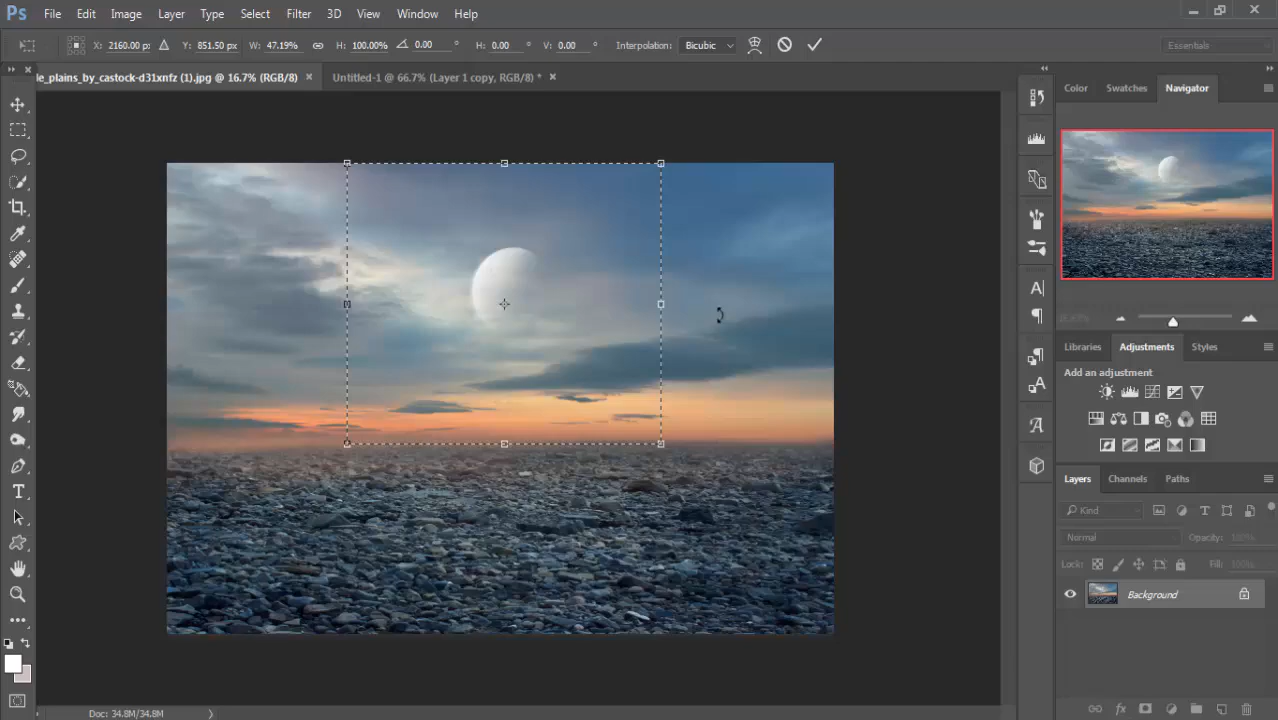 Ps File Edit Image Layer Type Select Filter 3D View Window Help
X: 2160.00 px Y: 851.50 px W: 47.19% H: 100.00% 0.00 ° H: 0.00 ° V: 0.00 ° Interpolation: Bicubic Essentials
le_plains_by_castock-d31xnfz (1).jpg @ 16.7% (RGB/8) × Untitled-1 @ 66.7% (Layer 1 copy, RGB/8) * ×
Color Swatches Navigator
Libraries Adjustments Styles
Add an adjustment
Layers Channels Paths
Kind
Normal Opacity: 100%
Lock: Fill: 100%
Background
Doc: 34.8M/34.8M